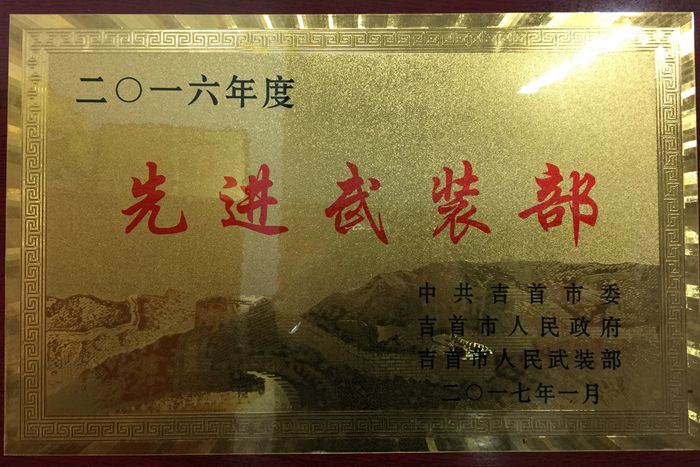 二〇一六年度
先进武装部
中共吉首市委
吉首市人民政府
吉首市人民武装部
二〇一七年一月